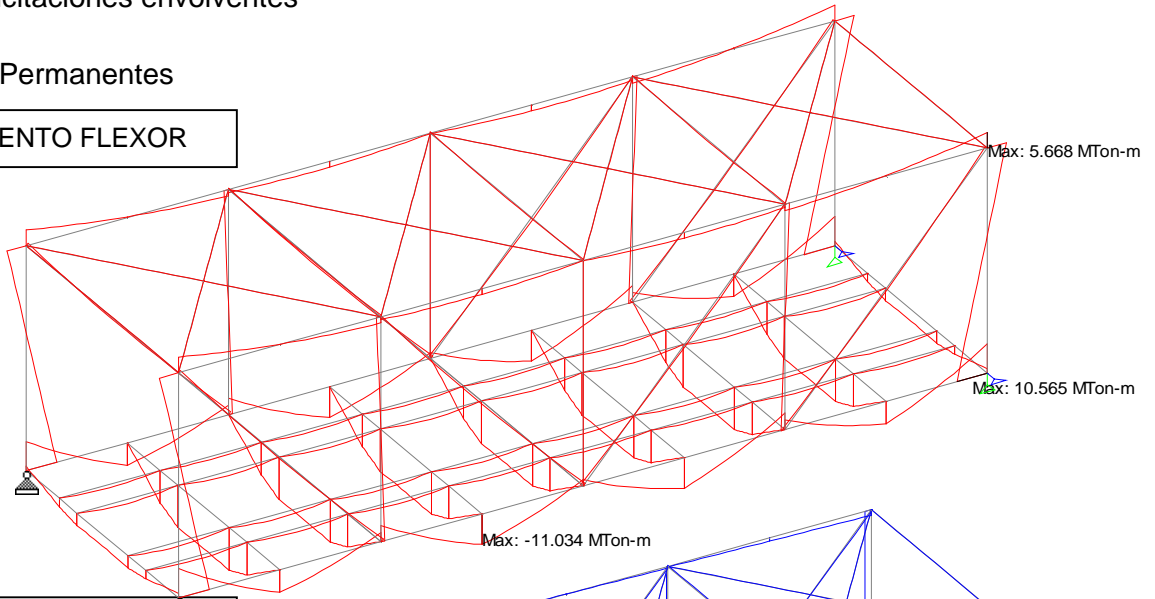 citaciones envolventes
Permanentes
ENTO FLEXOR
Max: 5.668 MTon-m
Max: 10.565 MTon-m
Max: -11.034 MTon-m